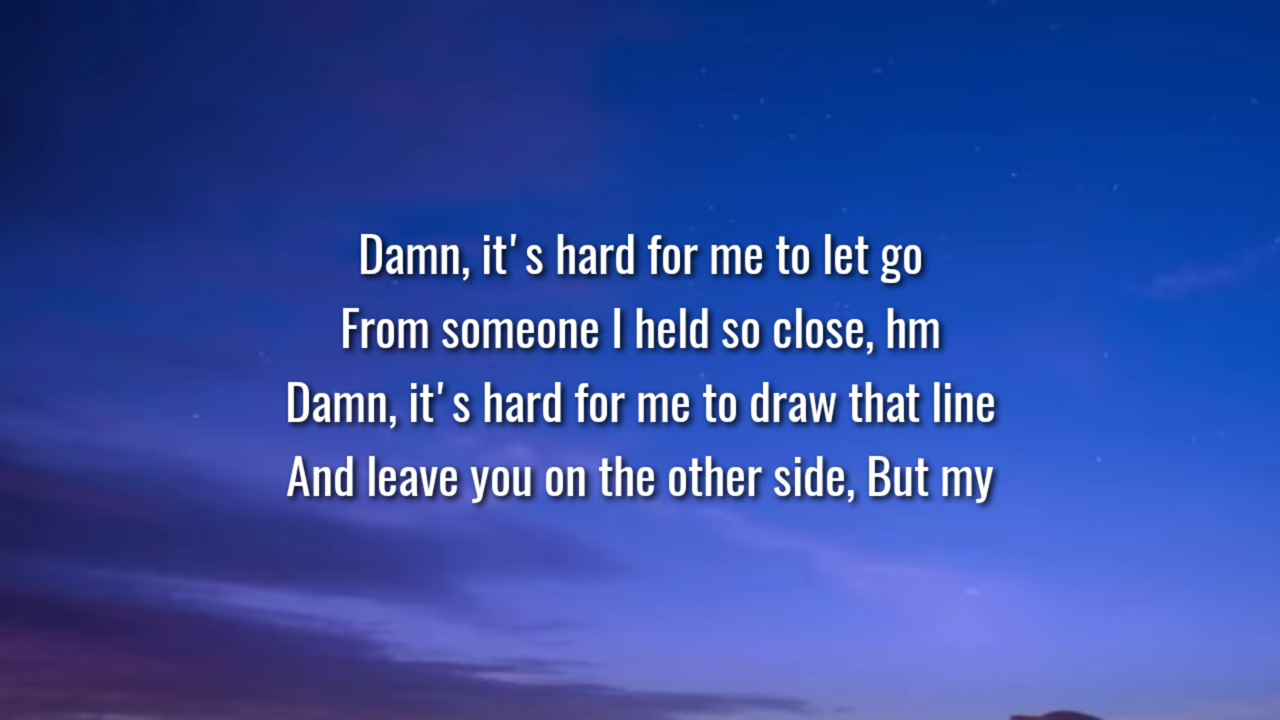 Damn, it's hard for me to let go
From someone I held so close, hm
Damn, it's hard for me to draw that line
And leave you on the other side, But my